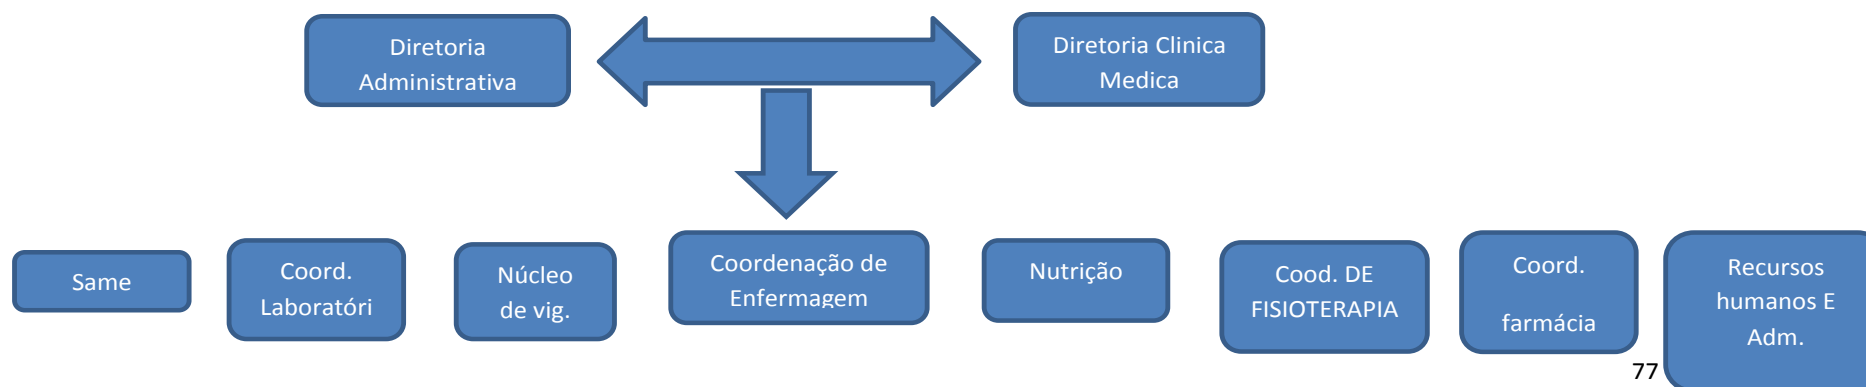 Diretoria
Administrativa
Diretoria Clinica
Medica
Same
Coord.
Laboratóri
Núcleo
de vig.
Coordenação de
Enfermagem
Nutrição
Cood. DE
FISIOTERAPIA
Coord.
farmácia
Recursos
humanos E
Adm.
77